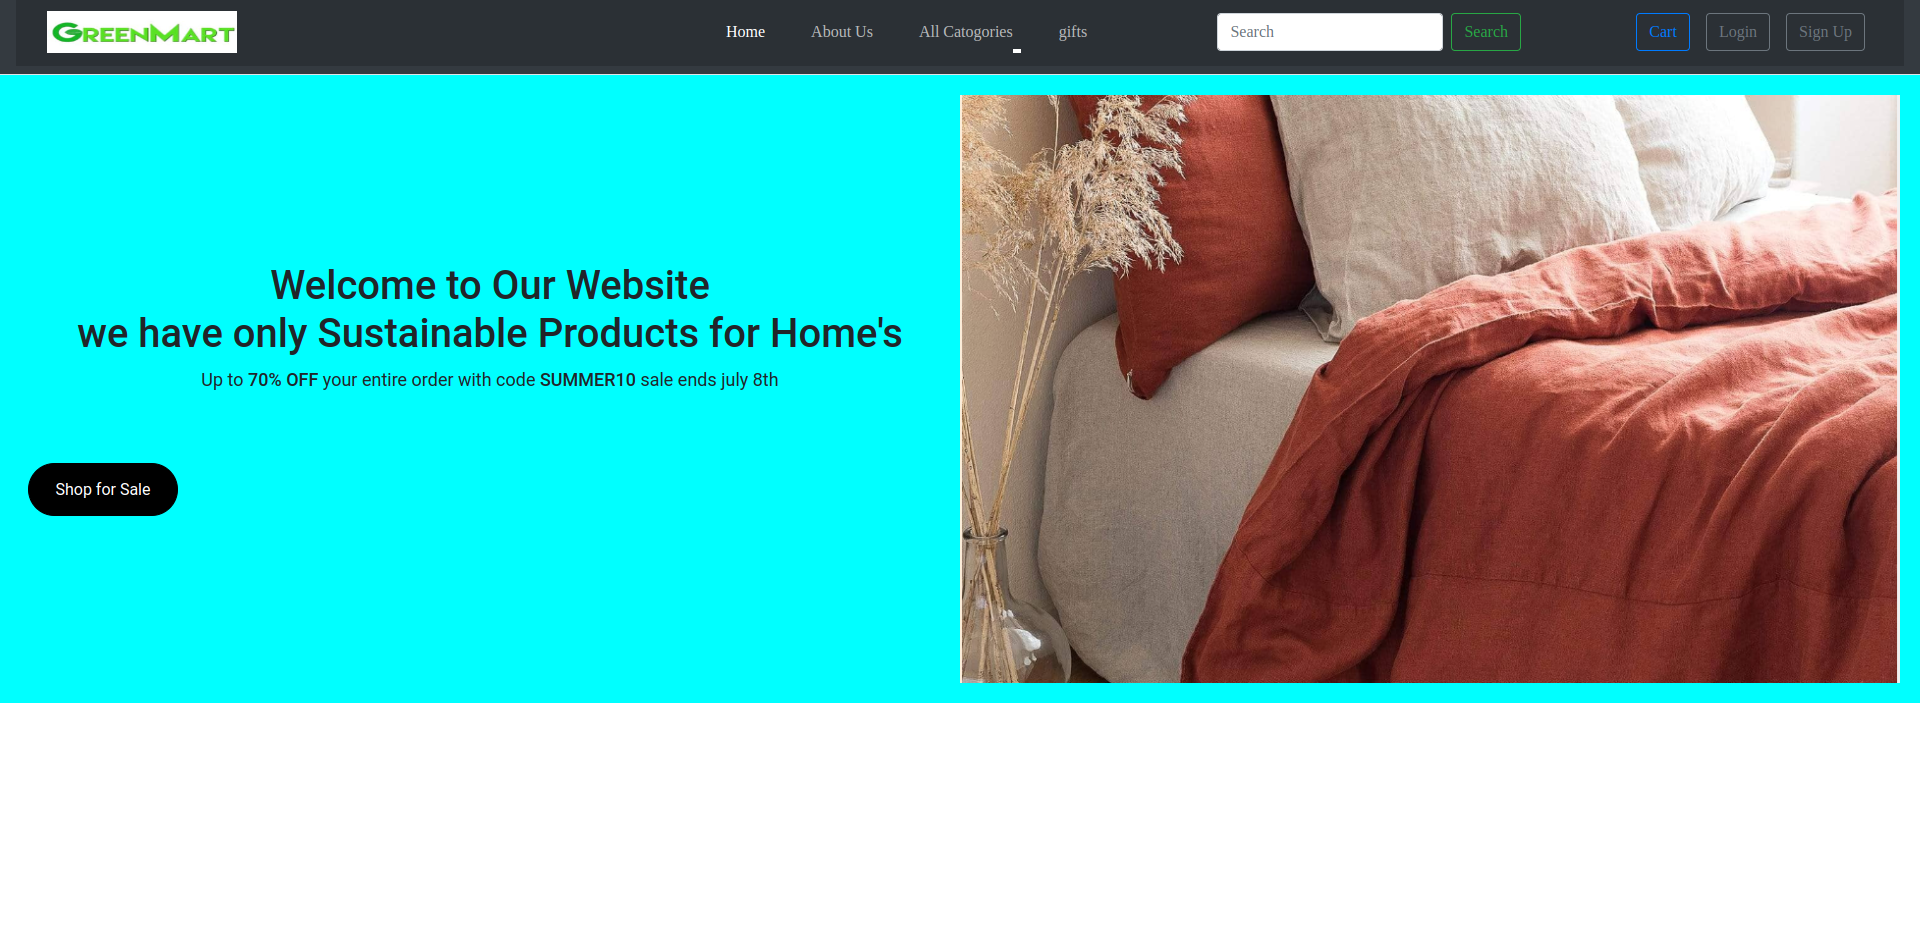 GREENMART
Home About Us All Catogories gifts Search Search Cart Login Sign Up
Welcome to Our Website
we have only Sustainable Products for Home's
Up to 70% OFF your entire order with code SUMMER10 sale ends july 8th
Shop for Sale